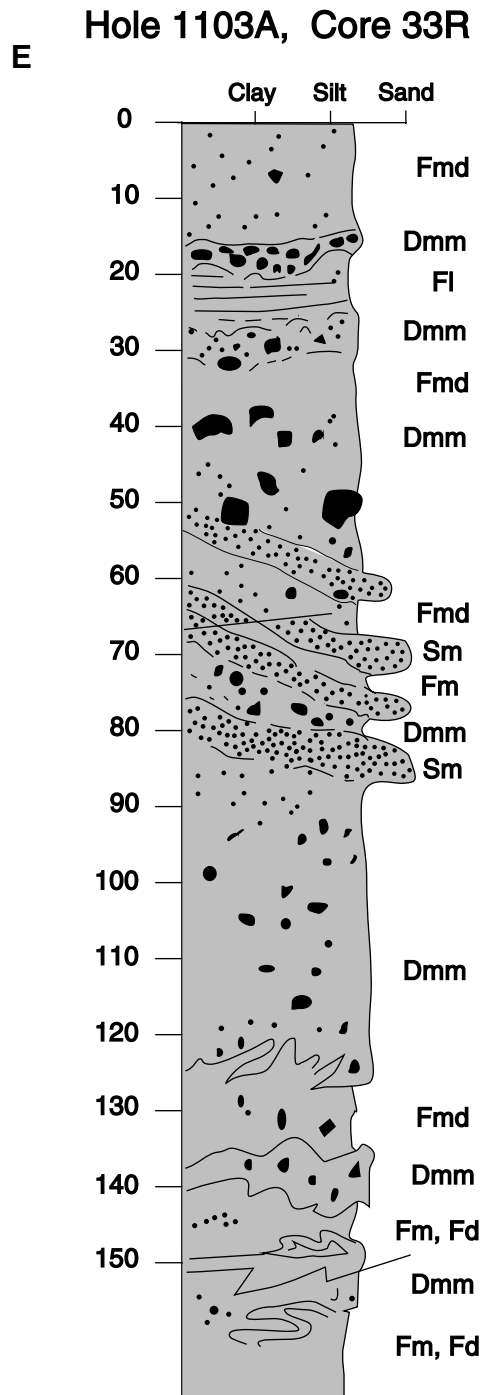 Hole 1103A, Core 33R
E
Clay Silt Sand
0
Fmd
10
Dmm
20
Fl
Dmm
30
Fmd
40
Dmm
50
60
Fmd
Sm
70
Fm
80
Dmm
Sm
90
100
110
Dmm
120
130
Fmd
Dmm
140
Fm, Fd
150
Dmm
Fm, Fd